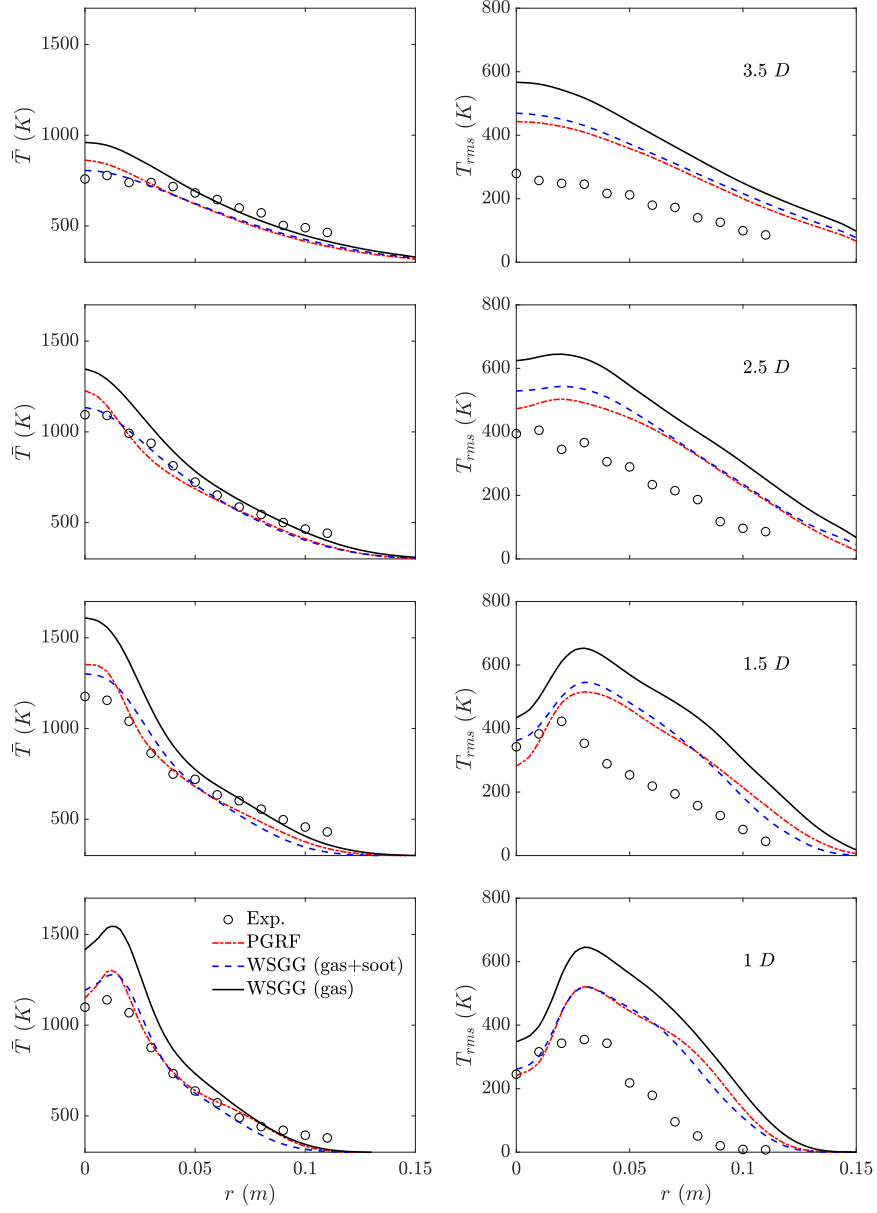 1500
1000
500
T̄ (K)
800
600
400
200
0
T_rms (K)
3.5 D
1500
1000
500
T̄ (K)
800
600
400
200
0
T_rms (K)
2.5 D
1500
1000
500
T̄ (K)
800
600
400
200
0
T_rms (K)
1.5 D
1500
1000
500
T̄ (K)
Exp.
PGRF
WSGG (gas+soot)
WSGG (gas)
0
0.05
0.1
0.15
r (m)
800
600
400
200
0
T_rms (K)
1 D
0
0.05
0.1
0.15
r (m)